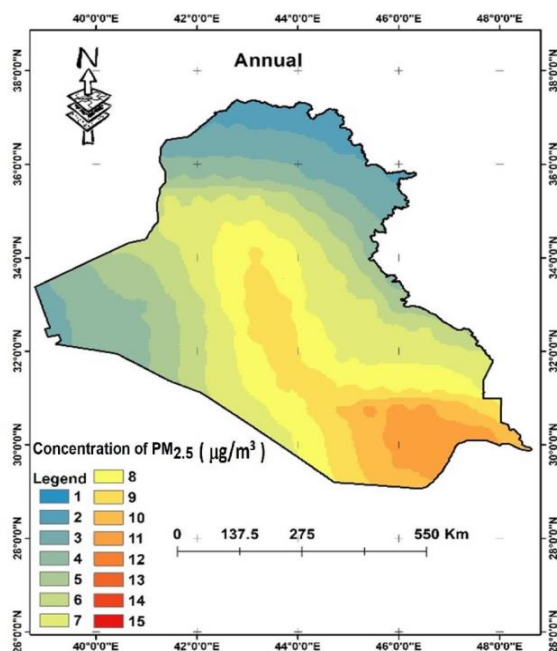 40°0'0"E 42°0'0"E 44°0'0"E 46°0'0"E 48°0'0"E
N
Annual
38°0'0"N
38°0'0"N
36°0'0"N
36°0'0"N
34°0'0"N
34°0'0"N
32°0'0"N
32°0'0"N
30°0'0"N
30°0'0"N
28°0'0"N
28°0'0"N
26°0'0"N
26°0'0"N
Concentration of PM2.5 ( µg/m³ )
Legend
1
2
3
4
5
6
7
8
9
10
11
12
13
14
15
0 137.5 275 550 Km
40°0'0"E 42°0'0"E 44°0'0"E 46°0'0"E 48°0'0"E